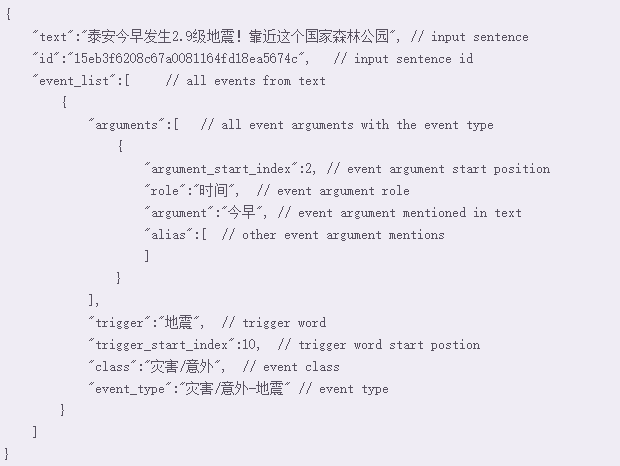 {
"text":"泰安今早发生2.9级地震！靠近这个国家森林公园", // input sentence
"id":"15eb3f6208c67a0081164fd18ea5674c", // input sentence id
"event_list":[ // all events from text
{
"arguments":[ // all event arguments with the event type
{
"argument_start_index":2, // event argument start position
"role":"时间", // event argument role
"argument":"今早", // event argument mentioned in text
"alias":[ // other event argument mentions
]
}
],
"trigger":"地震", // trigger word
"trigger_start_index":10, // trigger word start postion
"class":"灾害/意外", // event class
"event_type":"灾害/意外-地震" // event type
}
]
}